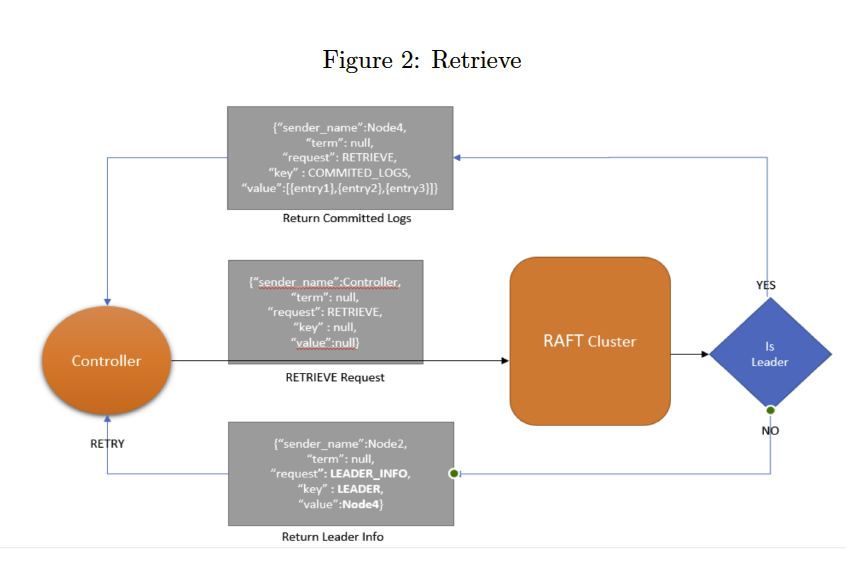 Figure 2: Retrieve
{“sender_name”:Node4,
“term”: null,
“request”: RETRIEVE,
“key” : COMMITED_LOGS,
“value”:[{entry1},{entry2},{entry3}]}
Return Committed Logs
{“sender_name”:Controller,
“term”: null,
“request”: RETRIEVE,
“key” : null,
“value”:null}
RETRIEVE Request
Controller
RAFT Cluster
YES
Is
Leader
NO
RETRY
{“sender_name”:Node2,
“term”: null,
“request”: LEADER_INFO,
“key” : LEADER,
“value”:Node4}
Return Leader Info